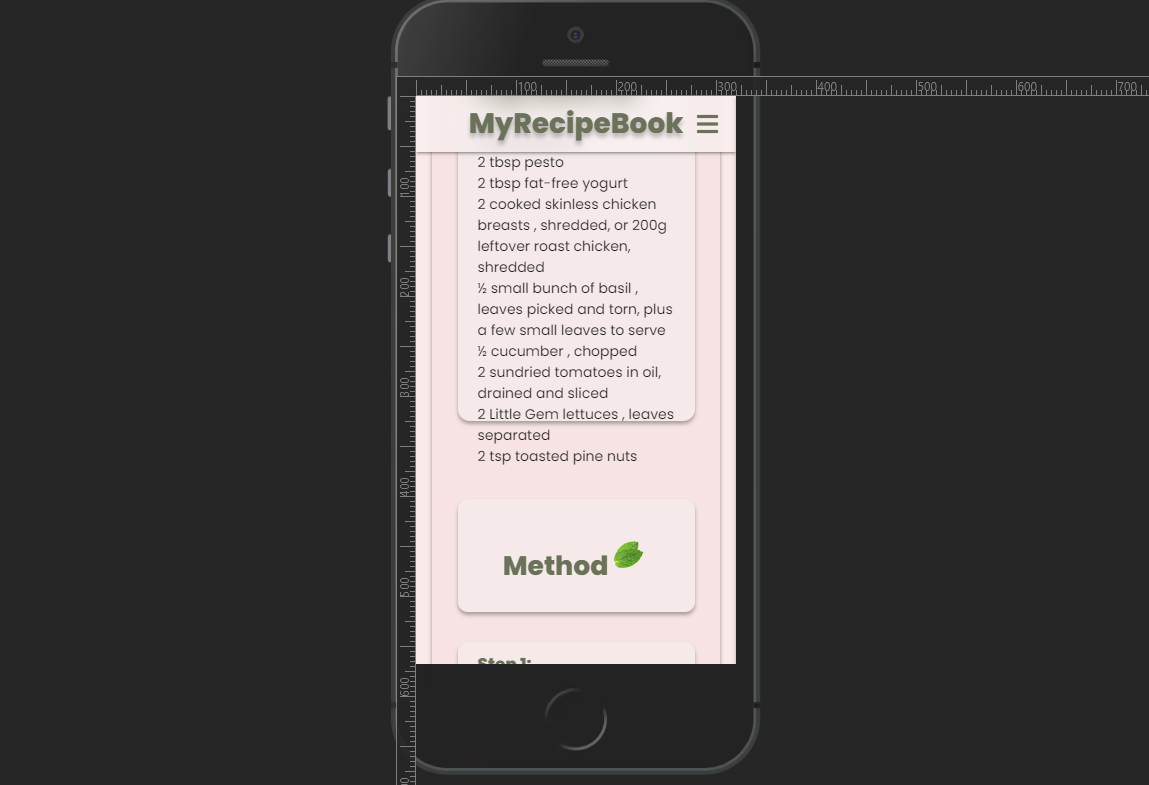 100 200 300 400 500 600 700
MyRecipeBook
2 tbsp pesto
2 tbsp fat-free yogurt
2 cooked skinless chicken
breasts , shredded, or 200g
leftover roast chicken,
shredded
½ small bunch of basil ,
leaves picked and torn, plus
a few small leaves to serve
½ cucumber , chopped
2 sundried tomatoes in oil,
drained and sliced
2 Little Gem lettuces , leaves
separated
2 tsp toasted pine nuts
Method
Step 1:
100
200
300
400
500
600